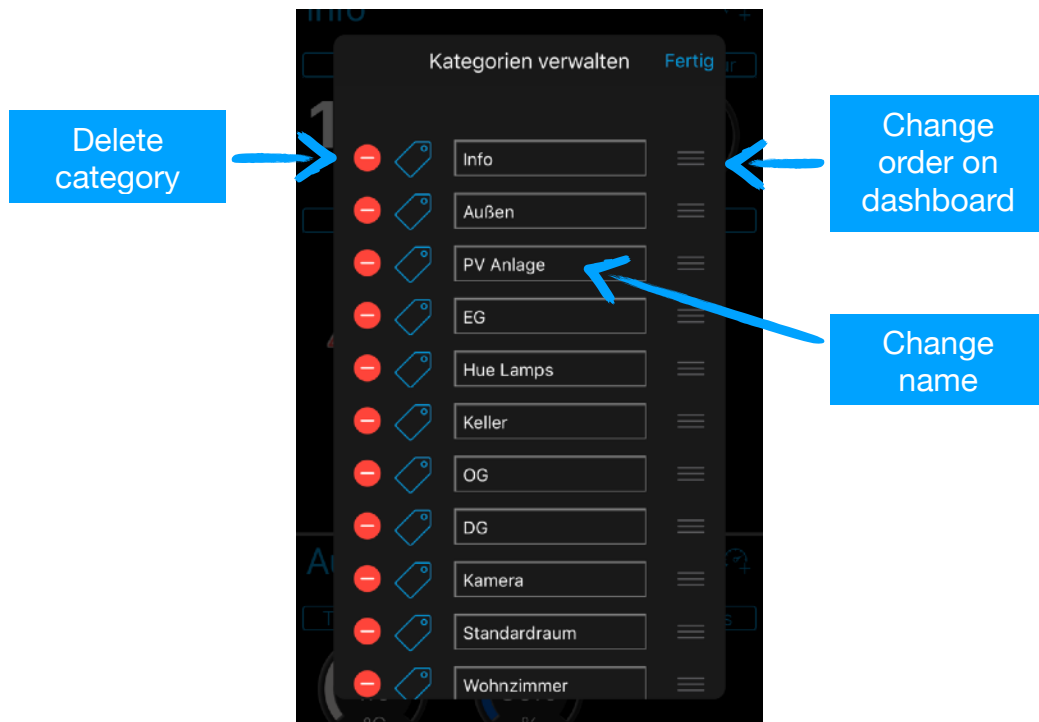 Info
Kategorien verwalten
Fertig
Delete
category
Change
order on
dashboard
Info
Außen
PV Anlage
EG
Change
name
Hue Lamps
Keller
OG
DG
Kamera
Standardraum
Wohnzimmer